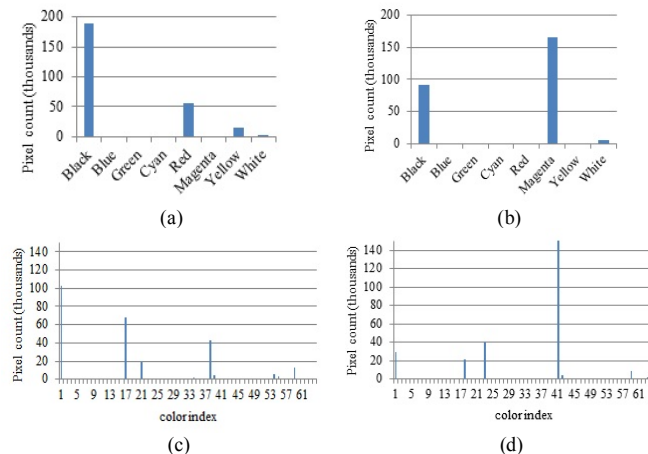 Pixel count (thousands)
200
150
100
50
0
Black
Blue
Green
Cyan
Red
Magenta
Yellow
White
(a)
Pixel count (thousands)
200
150
100
50
0
Black
Blue
Green
Cyan
Red
Magenta
Yellow
White
(b)
Pixel count (thousands)
140
120
100
80
60
40
20
0
1 5 9 13 17 21 25 29 33 37 41 45 49 53 57 61
color index
(c)
Pixel count (thousands)
140
120
100
80
60
40
20
0
1 5 9 13 17 21 25 29 33 37 41 45 49 53 57 61
color index
(d)